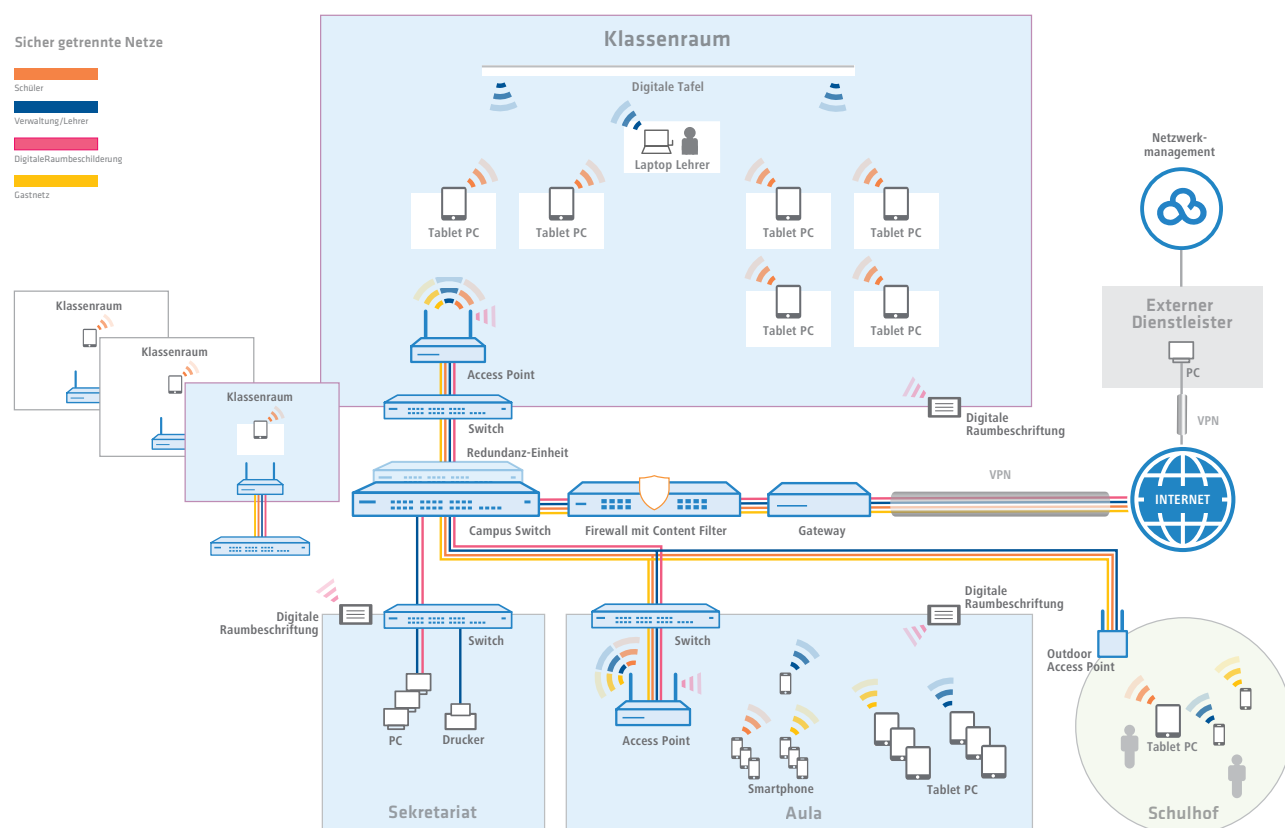 Sicher getrennte Netze
Schüler
Verwaltung/Lehrer
DigitaleRaumbeschilderung
Gastnetz
Klassenraum
Digitale Tafel
Laptop Lehrer
Tablet PC
Tablet PC
Tablet PC
Tablet PC
Tablet PC
Tablet PC
Access Point
Switch
Digitale
Raumbeschriftung
Netzwerk-
management
Externer
Dienstleister
PC
VPN
INTERNET
Klassenraum
Klassenraum
Klassenraum
Redundanz-Einheit
Campus Switch
Firewall mit Content Filter
Gateway
VPN
Digitale
Raumbeschriftung
Switch
PC
Drucker
Sekretariat
Switch
Digitale
Raumbeschriftung
Access Point
Smartphone
Tablet PC
Aula
Outdoor
Access Point
Tablet PC
Schulhof